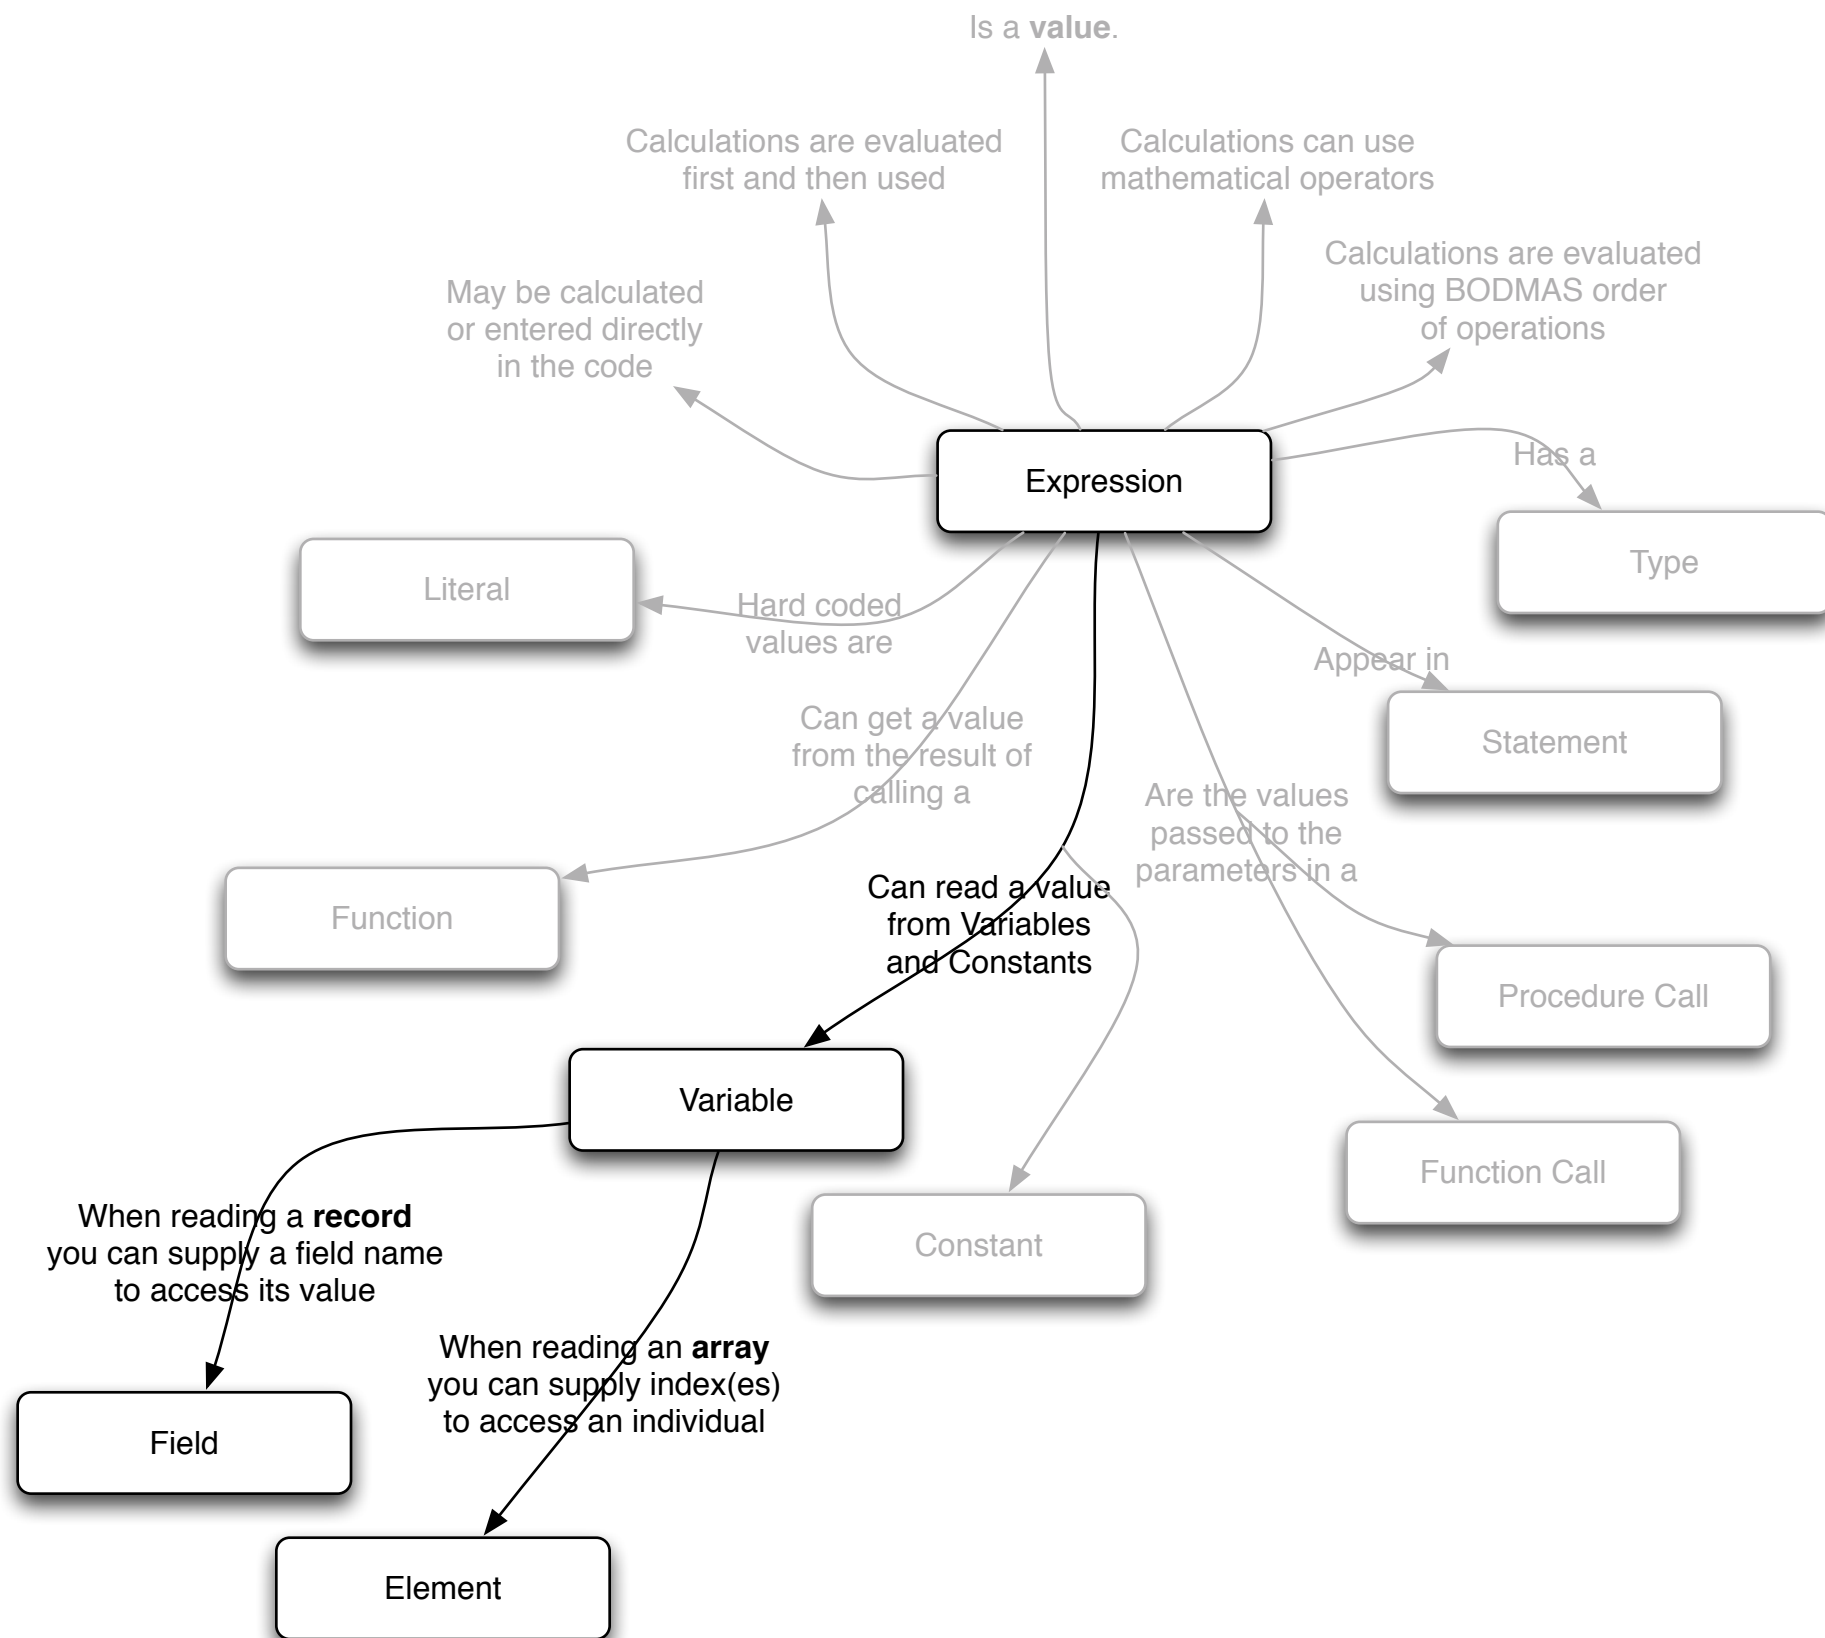 Is a value.
Calculations are evaluated
first and then used
Calculations can use
mathematical operators
Calculations are evaluated
using BODMAS order
of operations
May be calculated
or entered directly
in the code
Expression
Has a
Type
Literal
Hard coded
values are
Appear in
Statement
Can get a value
from the result of
calling a
Are the values
passed to the
parameters in a
Function
Can read a value
from Variables
and Constants
Procedure Call
Variable
Function Call
When reading a record
you can supply a field name
to access its value
Constant
When reading an array
you can supply index(es)
to access an individual
Field
Element